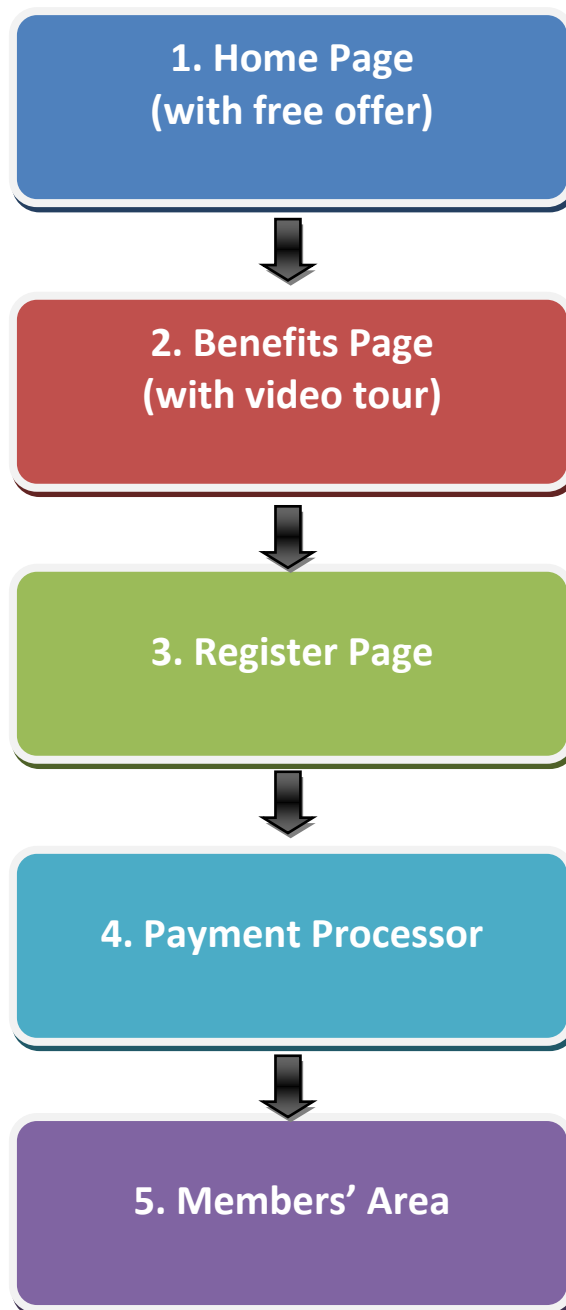 1. Home Page
(with free offer)
2. Benefits Page
(with video tour)
3. Register Page
4. Payment Processor
5. Members’ Area